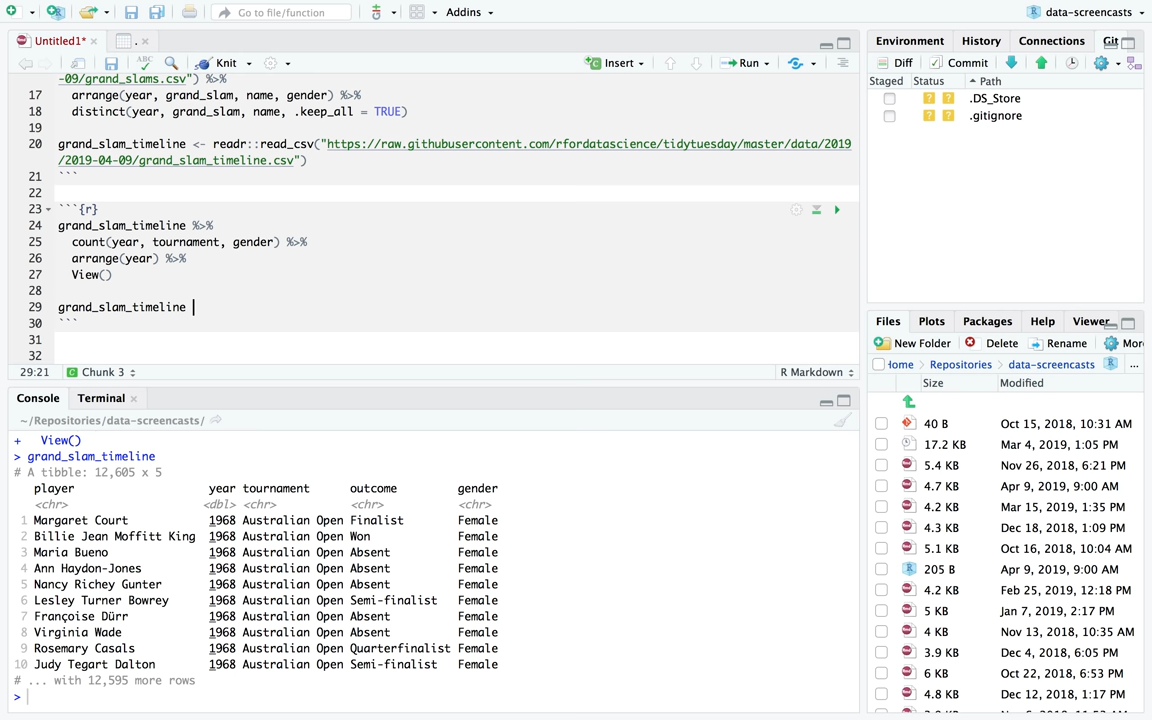 Go to file/function
Addins
data-screencasts
Untitled1*
.
Knit
Insert
Run
-09/grand_slams.csv") %>%
17 arrange(year, grand_slam, name, gender) %>%
18 distinct(year, grand_slam, name, .keep_all = TRUE)
19
20 grand_slam_timeline <- readr::read_csv("https://raw.githubusercontent.com/rfordatascience/tidytuesday/master/data/2019
/2019-04-09/grand_slam_timeline.csv")
21 ```
22
23 ```{r}
24 grand_slam_timeline %>%
25 count(year, tournament, gender) %>%
26 arrange(year) %>%
27 View()
28
29 grand_slam_timeline
30 ```
31
32
29:21 Chunk 3 R Markdown
Console Terminal
~/Repositories/data-screencasts/
+ View()
> grand_slam_timeline
# A tibble: 12,605 x 5
player year tournament outcome gender
<chr> <dbl> <chr> <chr> <chr>
1 Margaret Court 1968 Australian Open Finalist Female
2 Billie Jean Moffitt King 1968 Australian Open Won Female
3 Maria Bueno 1968 Australian Open Absent Female
4 Ann Haydon-Jones 1968 Australian Open Absent Female
5 Nancy Richey Gunter 1968 Australian Open Absent Female
6 Lesley Turner Bowrey 1968 Australian Open Semi-finalist Female
7 Françoise Dürr 1968 Australian Open Absent Female
8 Virginia Wade 1968 Australian Open Absent Female
9 Rosemary Casals 1968 Australian Open Quarterfinalist Female
10 Judy Tegart Dalton 1968 Australian Open Semi-finalist Female
# ... with 12,595 more rows
>
Environment History Connections Git
Diff Commit
Staged Status Path
? ? .DS_Store
? ? .gitignore
Files Plots Packages Help Viewer
New Folder Delete Rename Mor
Home Repositories data-screencasts ...
Size Modified
40 B Oct 15, 2018, 10:31 AM
17.2 KB Mar 4, 2019, 1:05 PM
5.4 KB Nov 26, 2018, 6:21 PM
4.7 KB Apr 9, 2019, 9:00 AM
4.2 KB Mar 15, 2019, 1:35 PM
4.3 KB Dec 18, 2018, 1:09 PM
5.1 KB Oct 16, 2018, 10:04 AM
205 B Apr 9, 2019, 9:00 AM
4.2 KB Feb 25, 2019, 12:18 PM
5 KB Jan 7, 2019, 2:17 PM
4 KB Nov 13, 2018, 10:35 AM
3.9 KB Dec 4, 2018, 6:05 PM
6 KB Oct 22, 2018, 6:53 PM
4.8 KB Dec 12, 2018, 1:17 PM